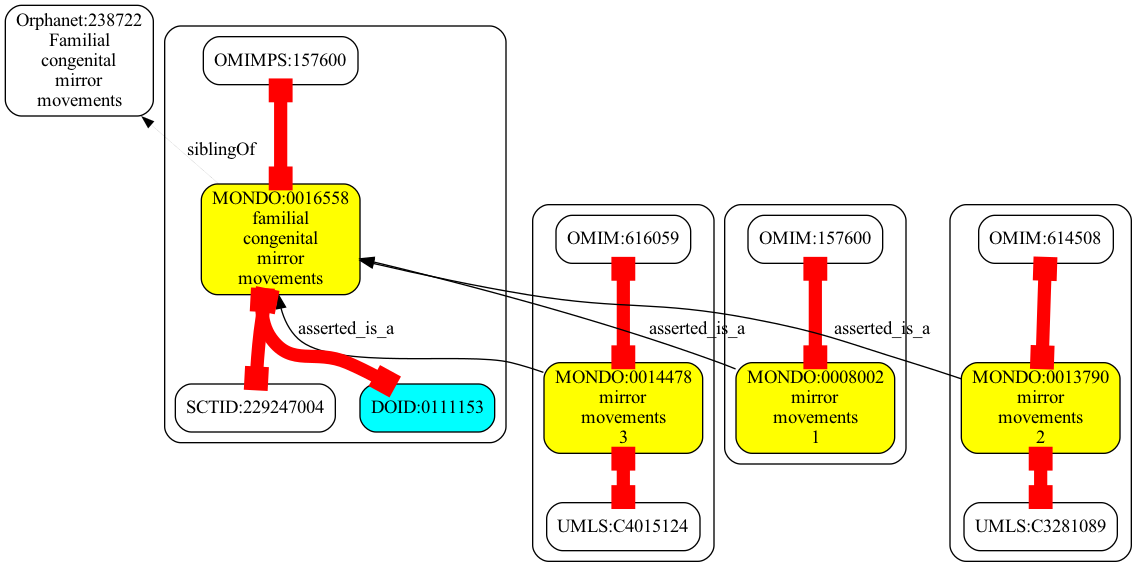 Orphanet:238722
Familial
congenital
mirror
movements
OMIMPS:157600
siblingOf
MONDO:0016558
familial
congenital
mirror
movements
OMIM:616059
OMIM:157600
OMIM:614508
asserted_is_a
asserted_is_a
asserted_is_a
SCTID:229247004
DOID:0111153
MONDO:0014478
mirror
movements
3
MONDO:0008002
mirror
movements
1
MONDO:0013790
mirror
movements
2
UMLS:C4015124
UMLS:C3281089